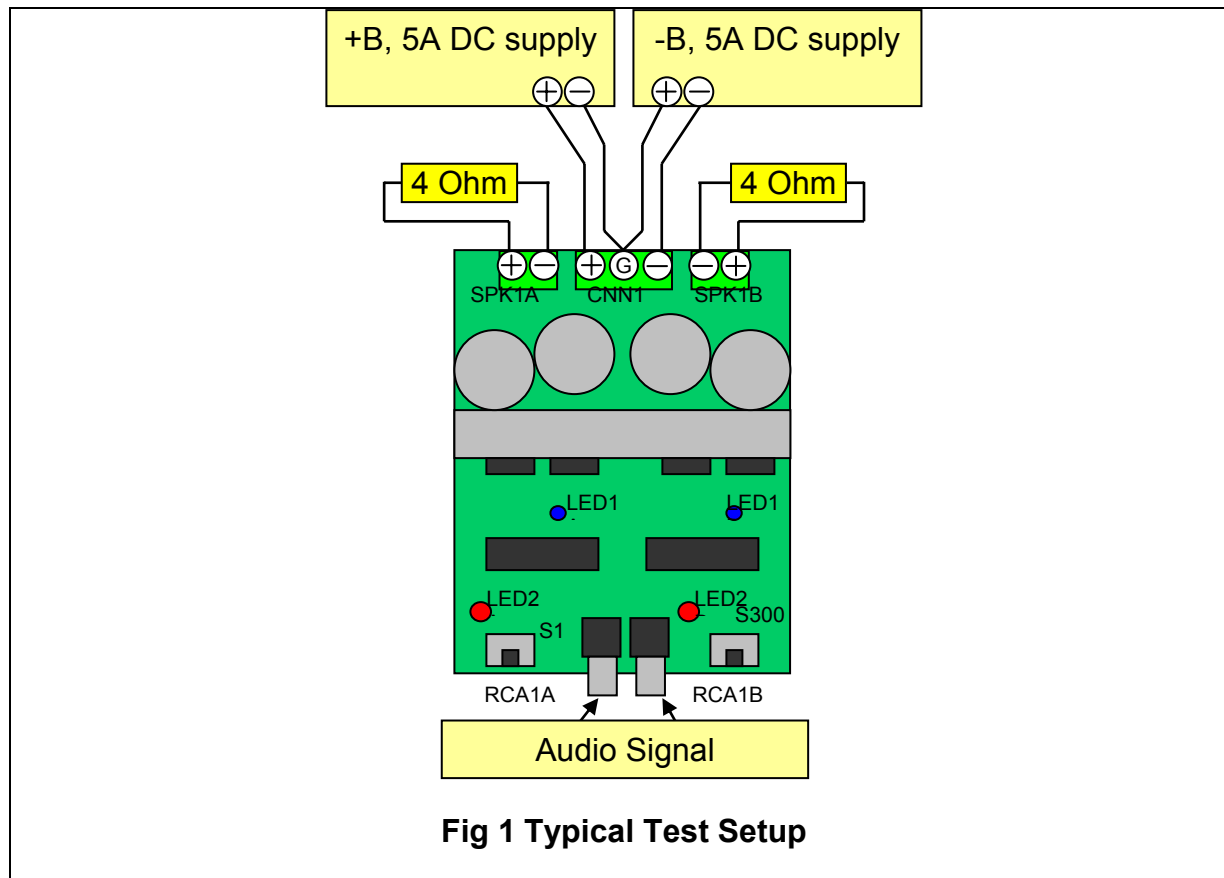 +B, 5A DC supply
-B, 5A DC supply
+ −
+ −
4 Ohm
4 Ohm
+ −
+ G −
− +
SPK1A
CNN1
SPK1B
LED1
LED1
LED2
LED2
S300
S1
RCA1A
RCA1B
Audio Signal
Fig 1 Typical Test Setup